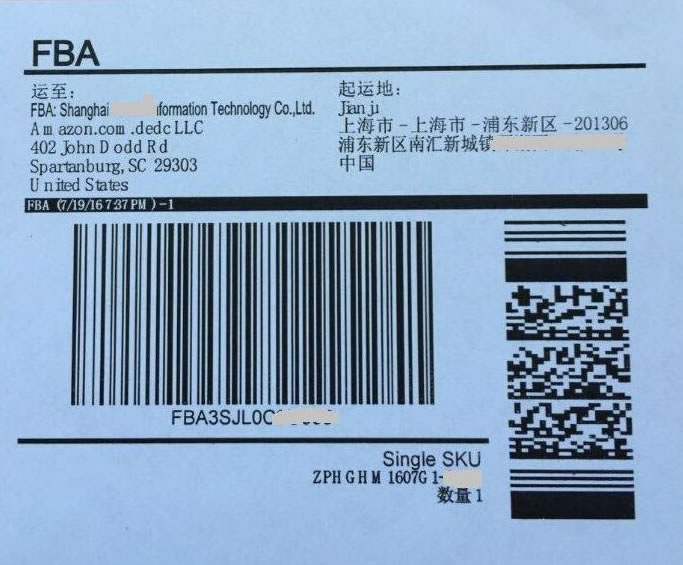 FBA
运至：
FBA: Shanghai formation Technology Co.,Ltd.
Amazon.com.dedc LLC
402 John Dodd Rd
Spartanburg, SC 29303
United States
起运地：
Jianju
上海市 - 上海市 - 浦东新区 - 201306
浦东新区南汇新城镇
中国
FBA (7/19/16 7:37 PM) - 1
FBA3SJL0C
Single SKU
ZPHGHM 1607G1-
数量 1